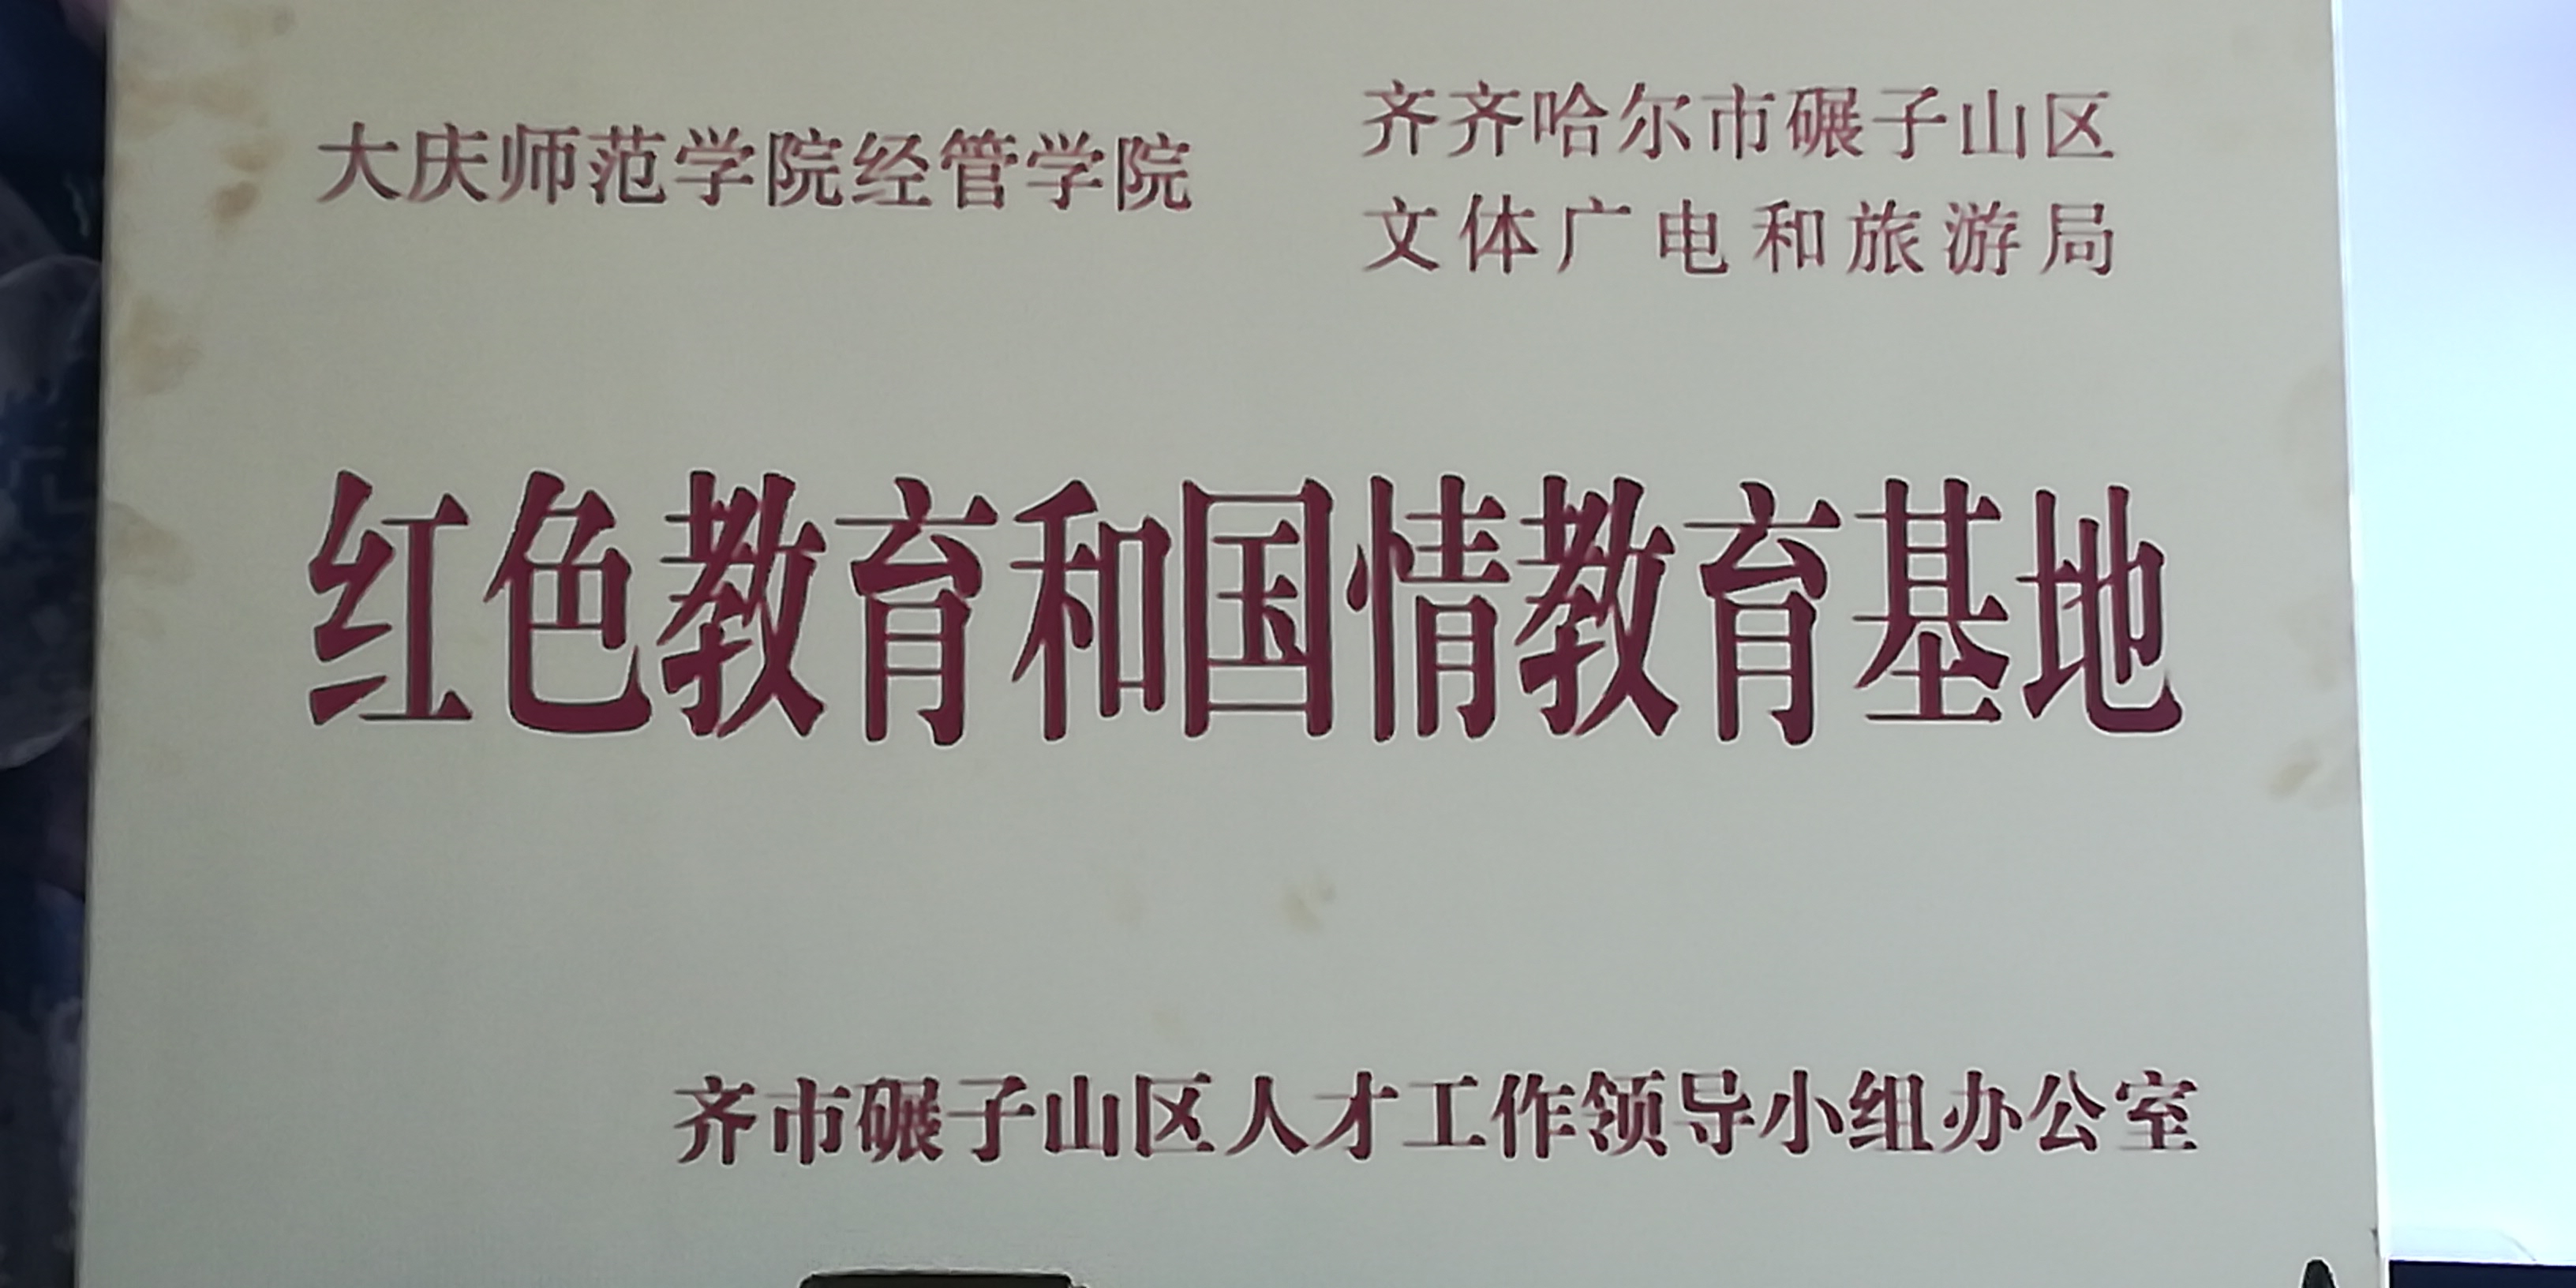 大庆师范学院经管学院
齐齐哈尔市碾子山区
文体广电和旅游局
红色教育和国情教育基地
齐市碾子山区人才工作领导小组办公室